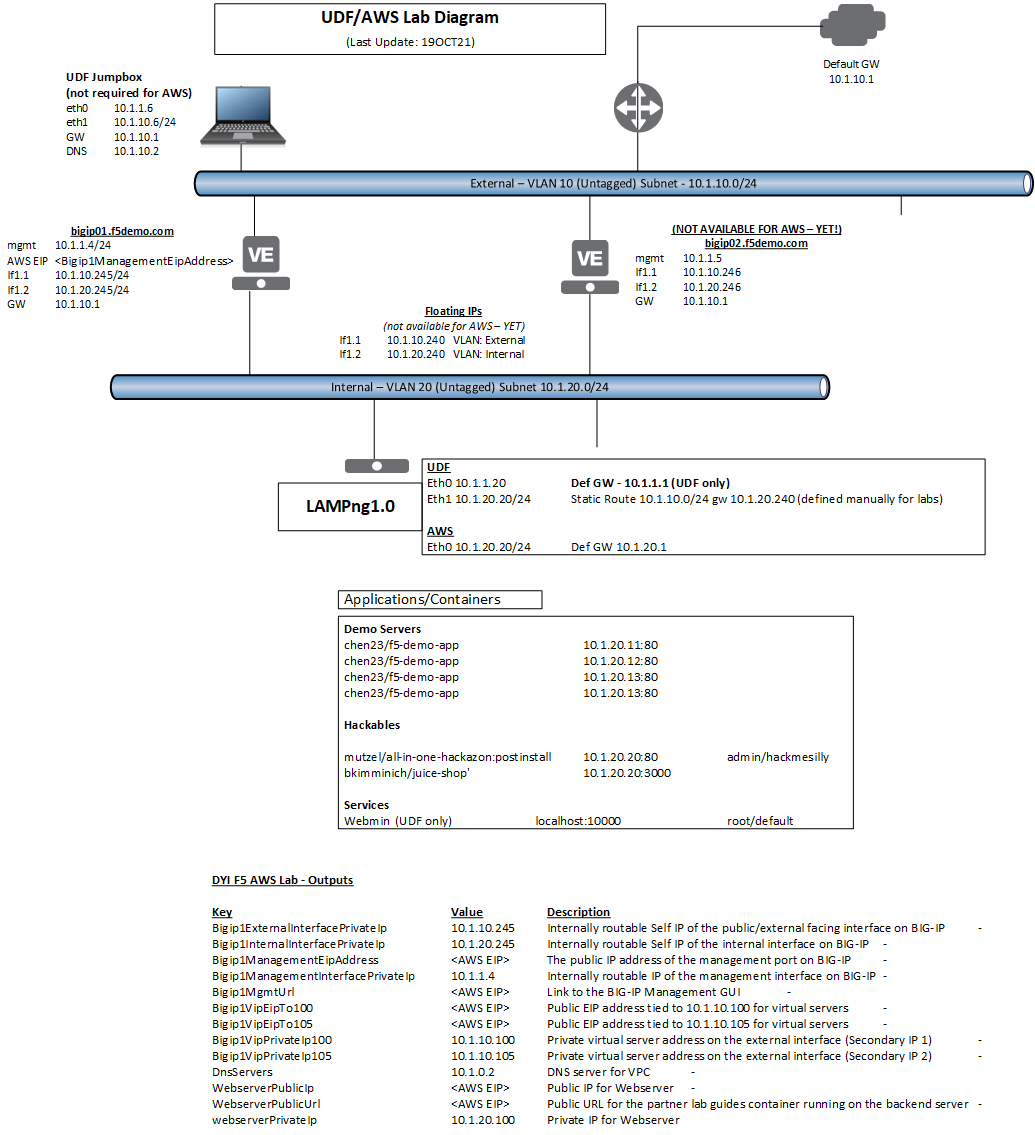 UDF/AWS Lab Diagram
(Last Update: 19OCT21)
Default GW
10.1.10.1
UDF Jumpbox
(not required for AWS)
eth0 10.1.1.6
eth1 10.1.10.6/24
GW 10.1.10.1
DNS 10.1.10.2
External – VLAN 10 (Untagged) Subnet - 10.1.10.0/24
bigip01.f5demo.com
mgmt 10.1.1.4/24
AWS EIP <Bigip1ManagementEipAddress>
If1.1 10.1.10.245/24
If1.2 10.1.20.245/24
GW 10.1.10.1
VE
VE
(NOT AVAILABLE FOR AWS – YET!)
bigip02.f5demo.com
mgmt 10.1.1.5
If1.1 10.1.10.246
If1.2 10.1.20.246
GW 10.1.10.1
Floating IPs
(not available for AWS – YET)
If1.1 10.1.10.240 VLAN: External
If1.2 10.1.20.240 VLAN: Internal
Internal – VLAN 20 (Untagged) Subnet 10.1.20.0/24
LAMPng1.0
UDF
Eth0 10.1.1.20 Def GW - 10.1.1.1 (UDF only)
Eth1 10.1.20.20/24 Static Route 10.1.10.0/24 gw 10.1.20.240 (defined manually for labs)
AWS
Eth0 10.1.20.20/24 Def GW 10.1.20.1
Applications/Containers
Demo Servers
chen23/f5-demo-app 10.1.20.11:80
chen23/f5-demo-app 10.1.20.12:80
chen23/f5-demo-app 10.1.20.13:80
chen23/f5-demo-app 10.1.20.13:80
Hackables
mutzel/all-in-one-hackazon:postinstall 10.1.20.20:80 admin/hackmesilly
bkimminich/juice-shop' 10.1.20.20:3000
Services
Webmin (UDF only) localhost:10000 root/default
DYI F5 AWS Lab - Outputs
Key Value Description
Bigip1ExternalInterfacePrivateIp 10.1.10.245 Internally routable Self IP of the public/external facing interface on BIG-IP -
Bigip1InternalInterfacePrivateIp 10.1.20.245 Internally routable Self IP of the internal interface on BIG-IP -
Bigip1ManagementEipAddress <AWS EIP> The public IP address of the management port on BIG-IP -
Bigip1ManagementInterfacePrivateIp 10.1.1.4 Internally routable IP of the management interface on BIG-IP -
Bigip1MgmtUrl <AWS EIP> Link to the BIG-IP Management GUI -
Bigip1VipEipTo100 <AWS EIP> Public EIP address tied to 10.1.10.100 for virtual servers -
Bigip1VipEipTo105 <AWS EIP> Public EIP address tied to 10.1.10.105 for virtual servers -
Bigip1VipPrivateIp100 10.1.10.100 Private virtual server address on the external interface (Secondary IP 1) -
Bigip1VipPrivateIp105 10.1.10.105 Private virtual server address on the external interface (Secondary IP 2) -
DnsServers 10.1.0.2 DNS server for VPC -
WebserverPublicIp <AWS EIP> Public IP for Webserver -
WebserverPublicUrl <AWS EIP> Public URL for the partner lab guides container running on the backend server -
webserverPrivateIp 10.1.20.100 Private IP for Webserver